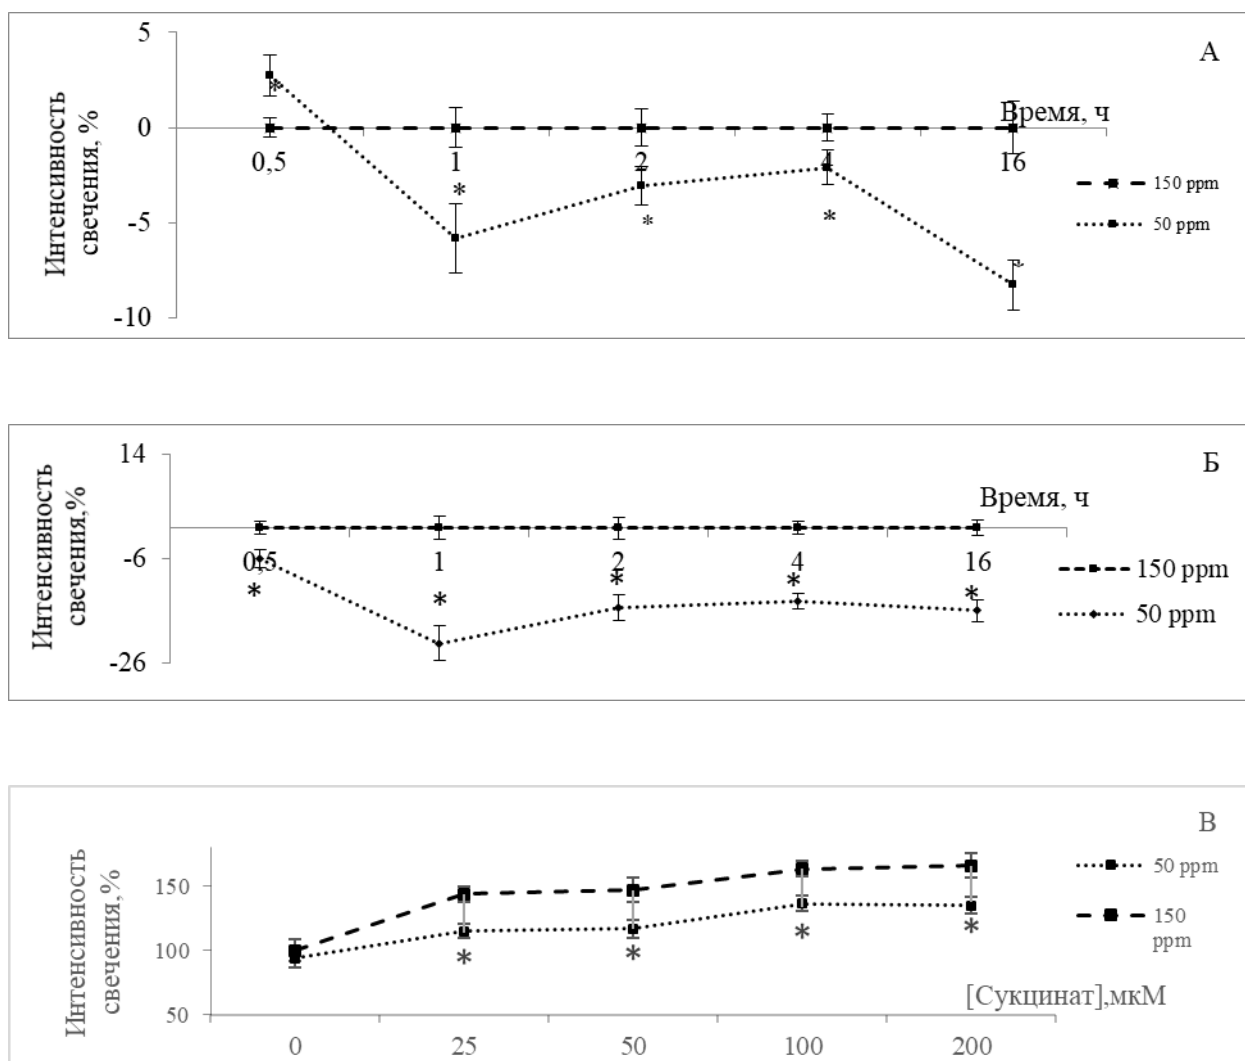 А
5
0
-5
-10
Интенсивность
свечения, %
Время, ч
0,5
1
2
4
16
150 ppm
50 ppm
*
*
*
*
*
Б
14
-6
-26
Интенсивность
свечения,%
Время, ч
0,5
1
2
4
16
150 ppm
50 ppm
*
*
*
*
*
В
150
100
50
Интенсивность
свечения,%
50 ppm
150
ppm
*
*
*
*
[Сукцинат],мкМ
0
25
50
100
200